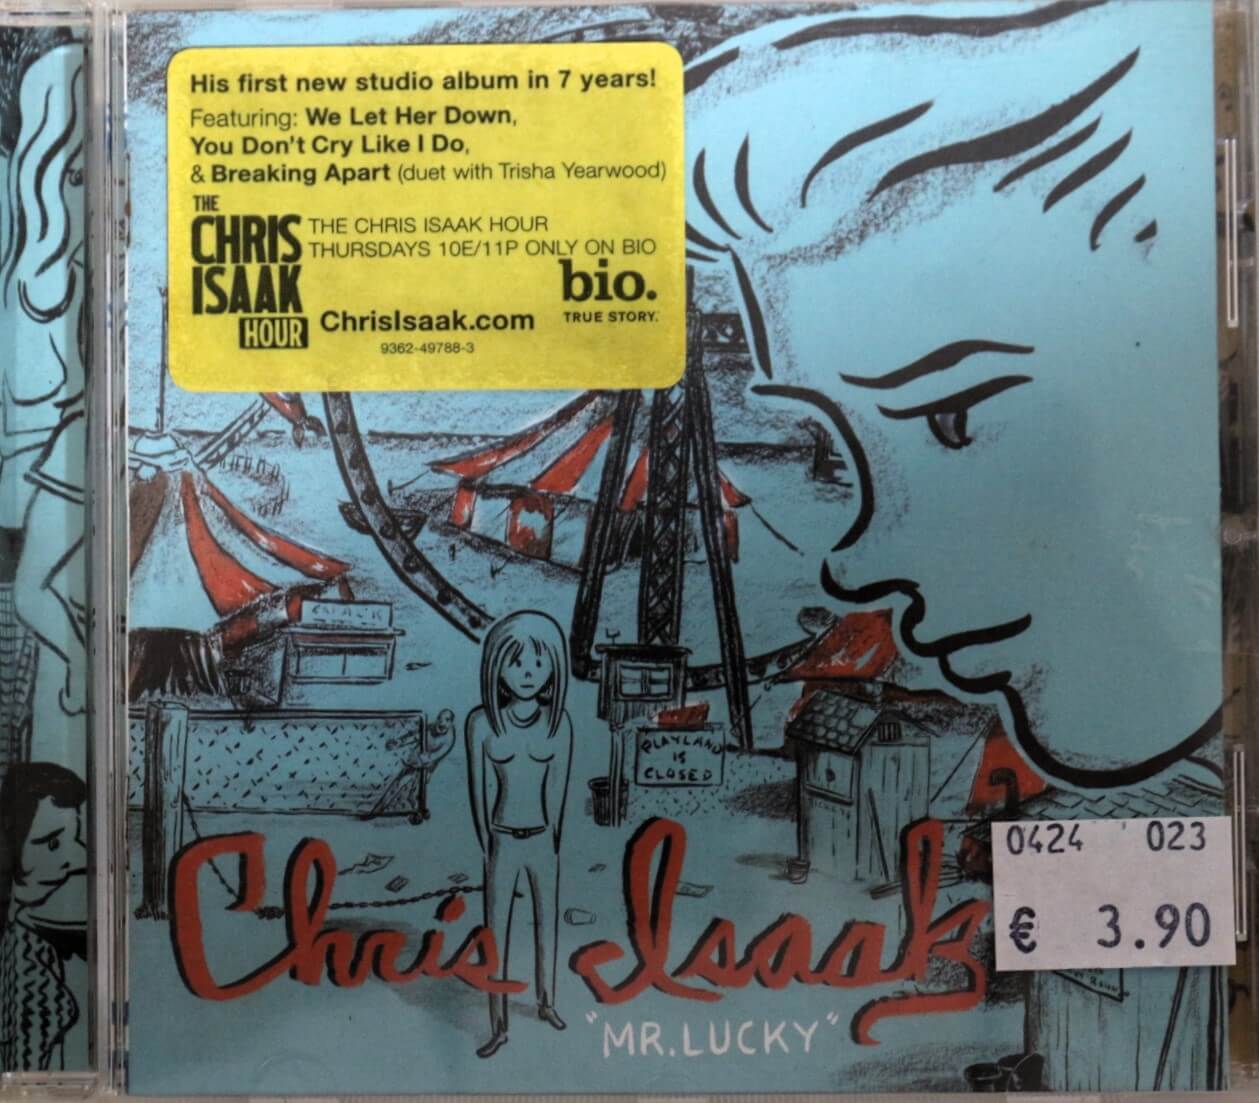 His first new studio album in 7 years!
Featuring: We Let Her Down,
You Don't Cry Like I Do,
& Breaking Apart (duet with Trisha Yearwood)
THE
CHRIS
ISAAK
HOUR
THE CHRIS ISAAK HOUR
THURSDAYS 10E/11P ONLY ON BIO
bio.
TRUE STORY.
ChrisIsaak.com
9362-49788-3
PLAYLAND
IS
CLOSED
0424 023
€ 3.90
Chris Isaak
"MR.LUCKY"